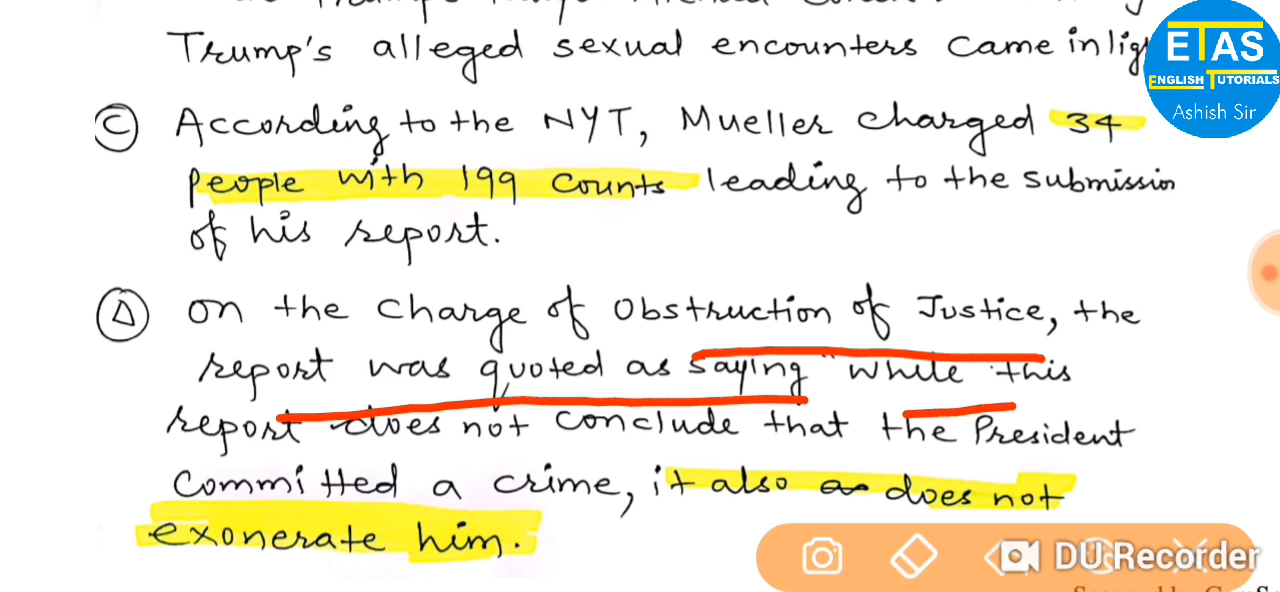 Trump's alleged sexual encounters came in
ETAS
ENGLISH TUTORIALS
Ashish Sir
C According to the NYT, Mueller charged 34
people with 199 counts leading to the submission
of his report.
D on the charge of obstruction of Justice, the
report was quoted as saying "while this
report does not conclude that the President
committed a crime, it also does not
exonerate him.
DU Recorder